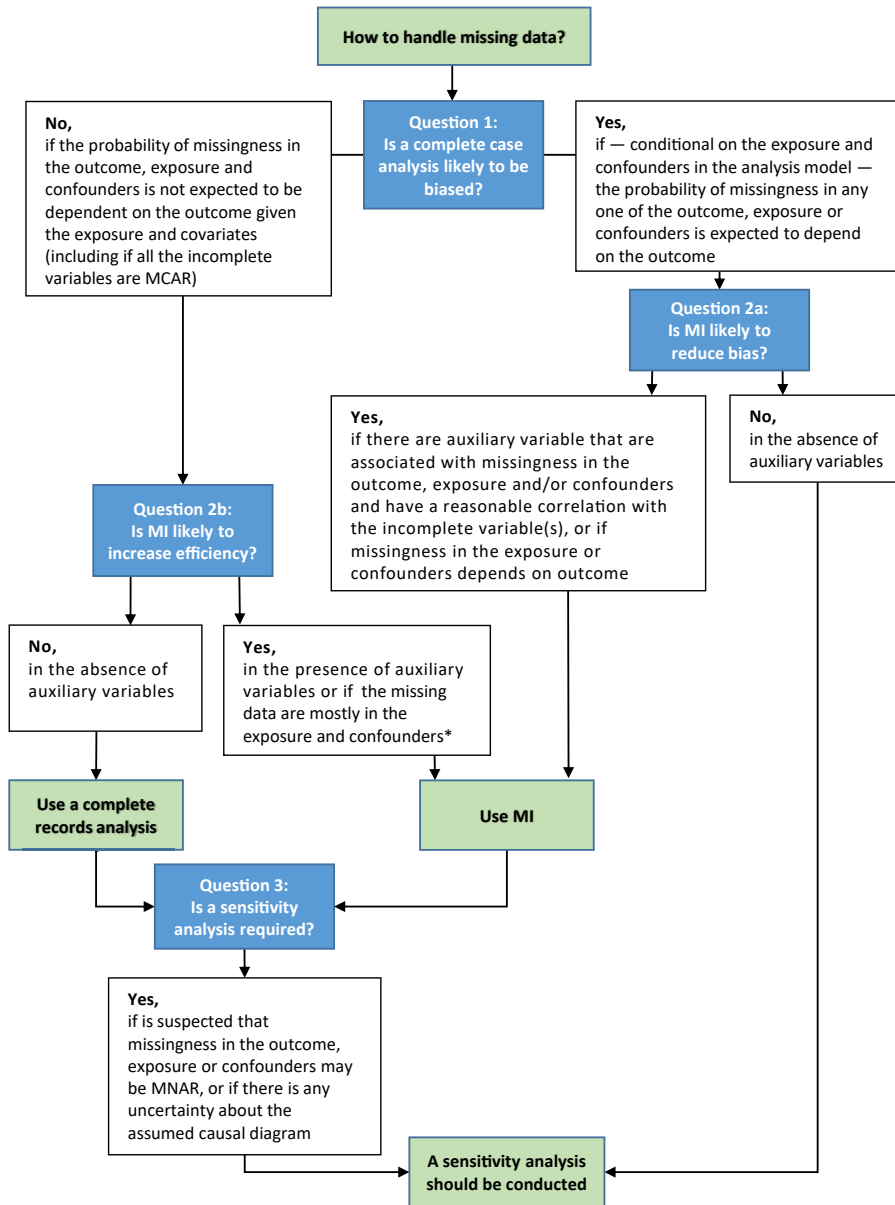 How to handle missing data?
No,
if the probability of missingness in
the outcome, exposure and
confounders is not expected to be
dependent on the outcome given
the exposure and covariates
(including if all the incomplete
variables are MCAR)
Question 1:
Is a complete case
analysis likely to be
biased?
Yes,
if — conditional on the exposure and
confounders in the analysis model —
the probability of missingness in any
one of the outcome, exposure or
confounders is expected to depend
on the outcome
Question 2a:
Is MI likely to
reduce bias?
Yes,
if there are auxiliary variable that are
associated with missingness in the
outcome, exposure and/or confounders
and have a reasonable correlation with
the incomplete variable(s), or if
missingness in the exposure or
confounders depends on outcome
No,
in the absence of
auxiliary variables
Question 2b:
Is MI likely to
increase efficiency?
No,
in the absence of
auxiliary variables
Yes,
in the presence of auxiliary
variables or if the missing
data are mostly in the
exposure and confounders*
Use a complete
records analysis
Use MI
Question 3:
Is a sensitivity
analysis required?
Yes,
if is suspected that
missingness in the outcome,
exposure or confounders may
be MNAR, or if there is any
uncertainty about the
assumed causal diagram
A sensitivity analysis
should be conducted